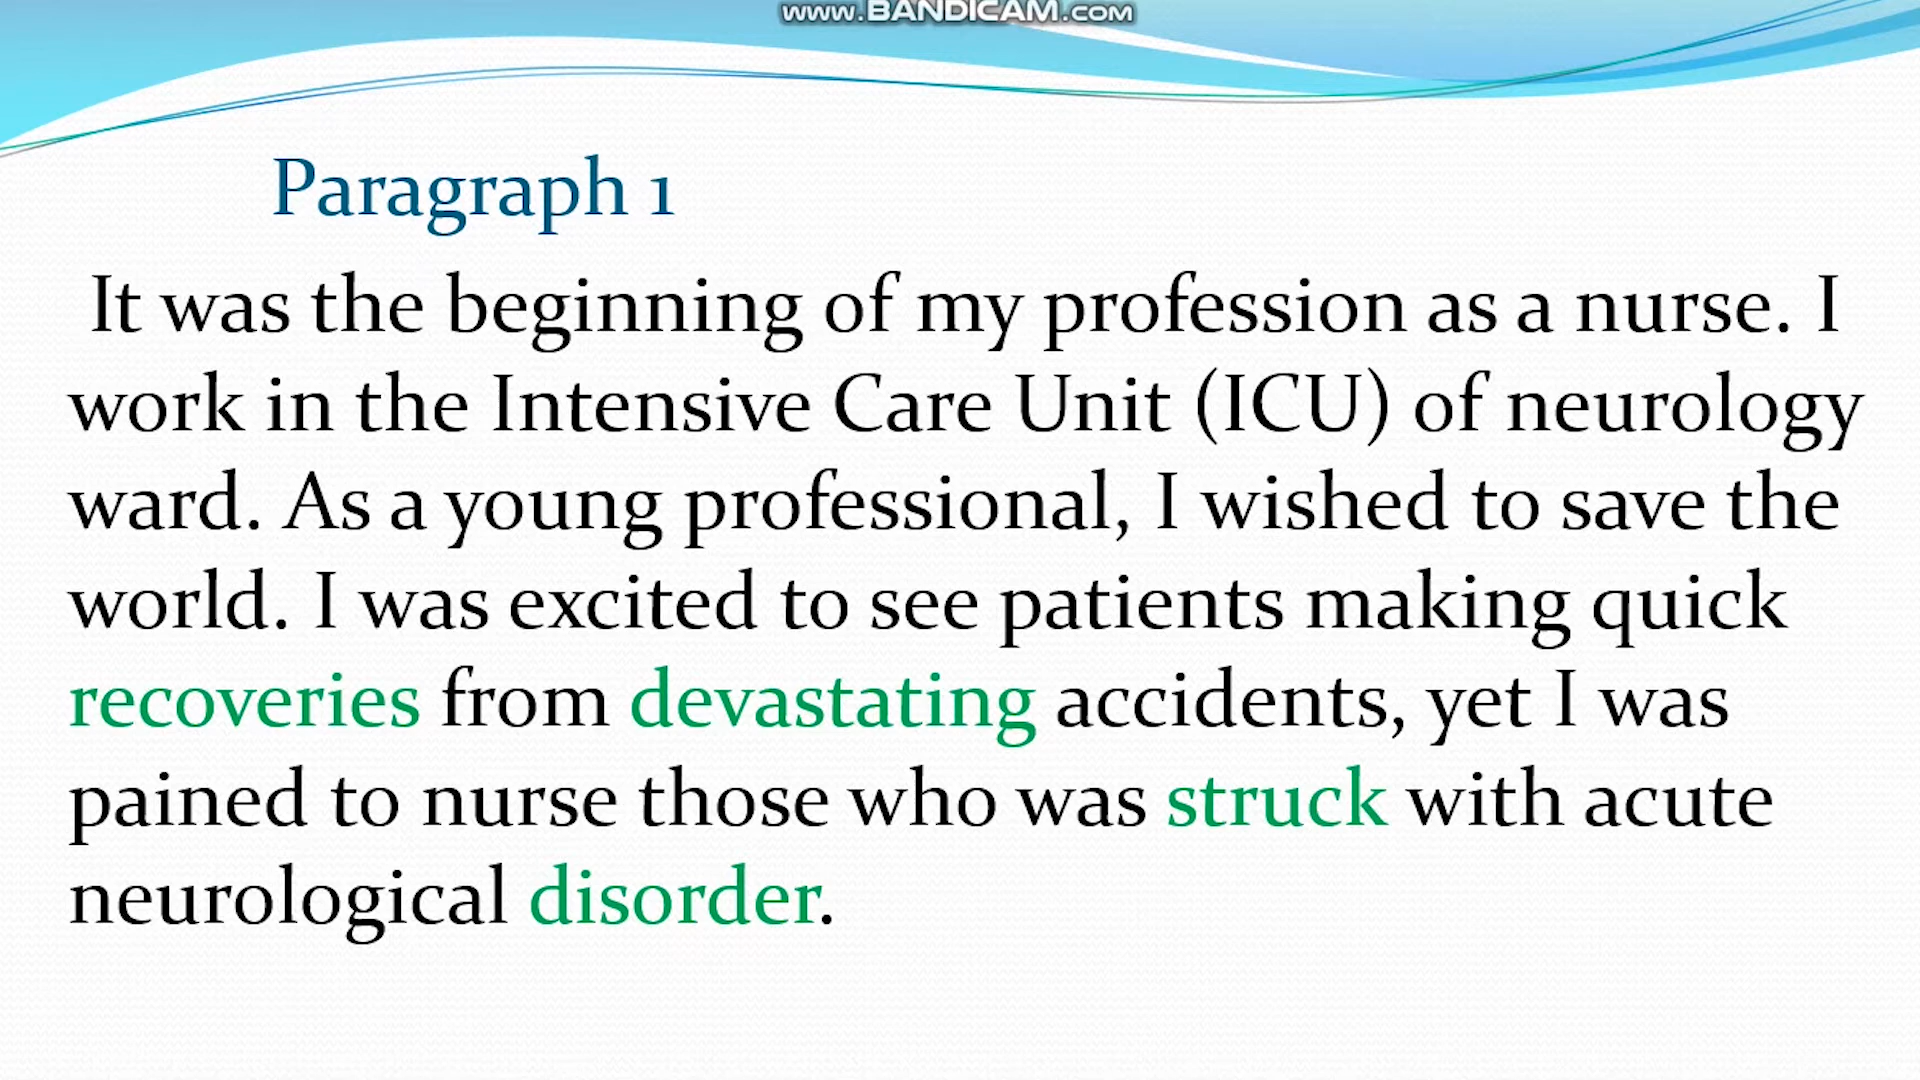 www.BANDICAM.com
Paragraph 1
It was the beginning of my profession as a nurse. I
work in the Intensive Care Unit (ICU) of neurology
ward. As a young professional, I wished to save the
world. I was excited to see patients making quick
recoveries from devastating accidents, yet I was
pained to nurse those who was struck with acute
neurological disorder.